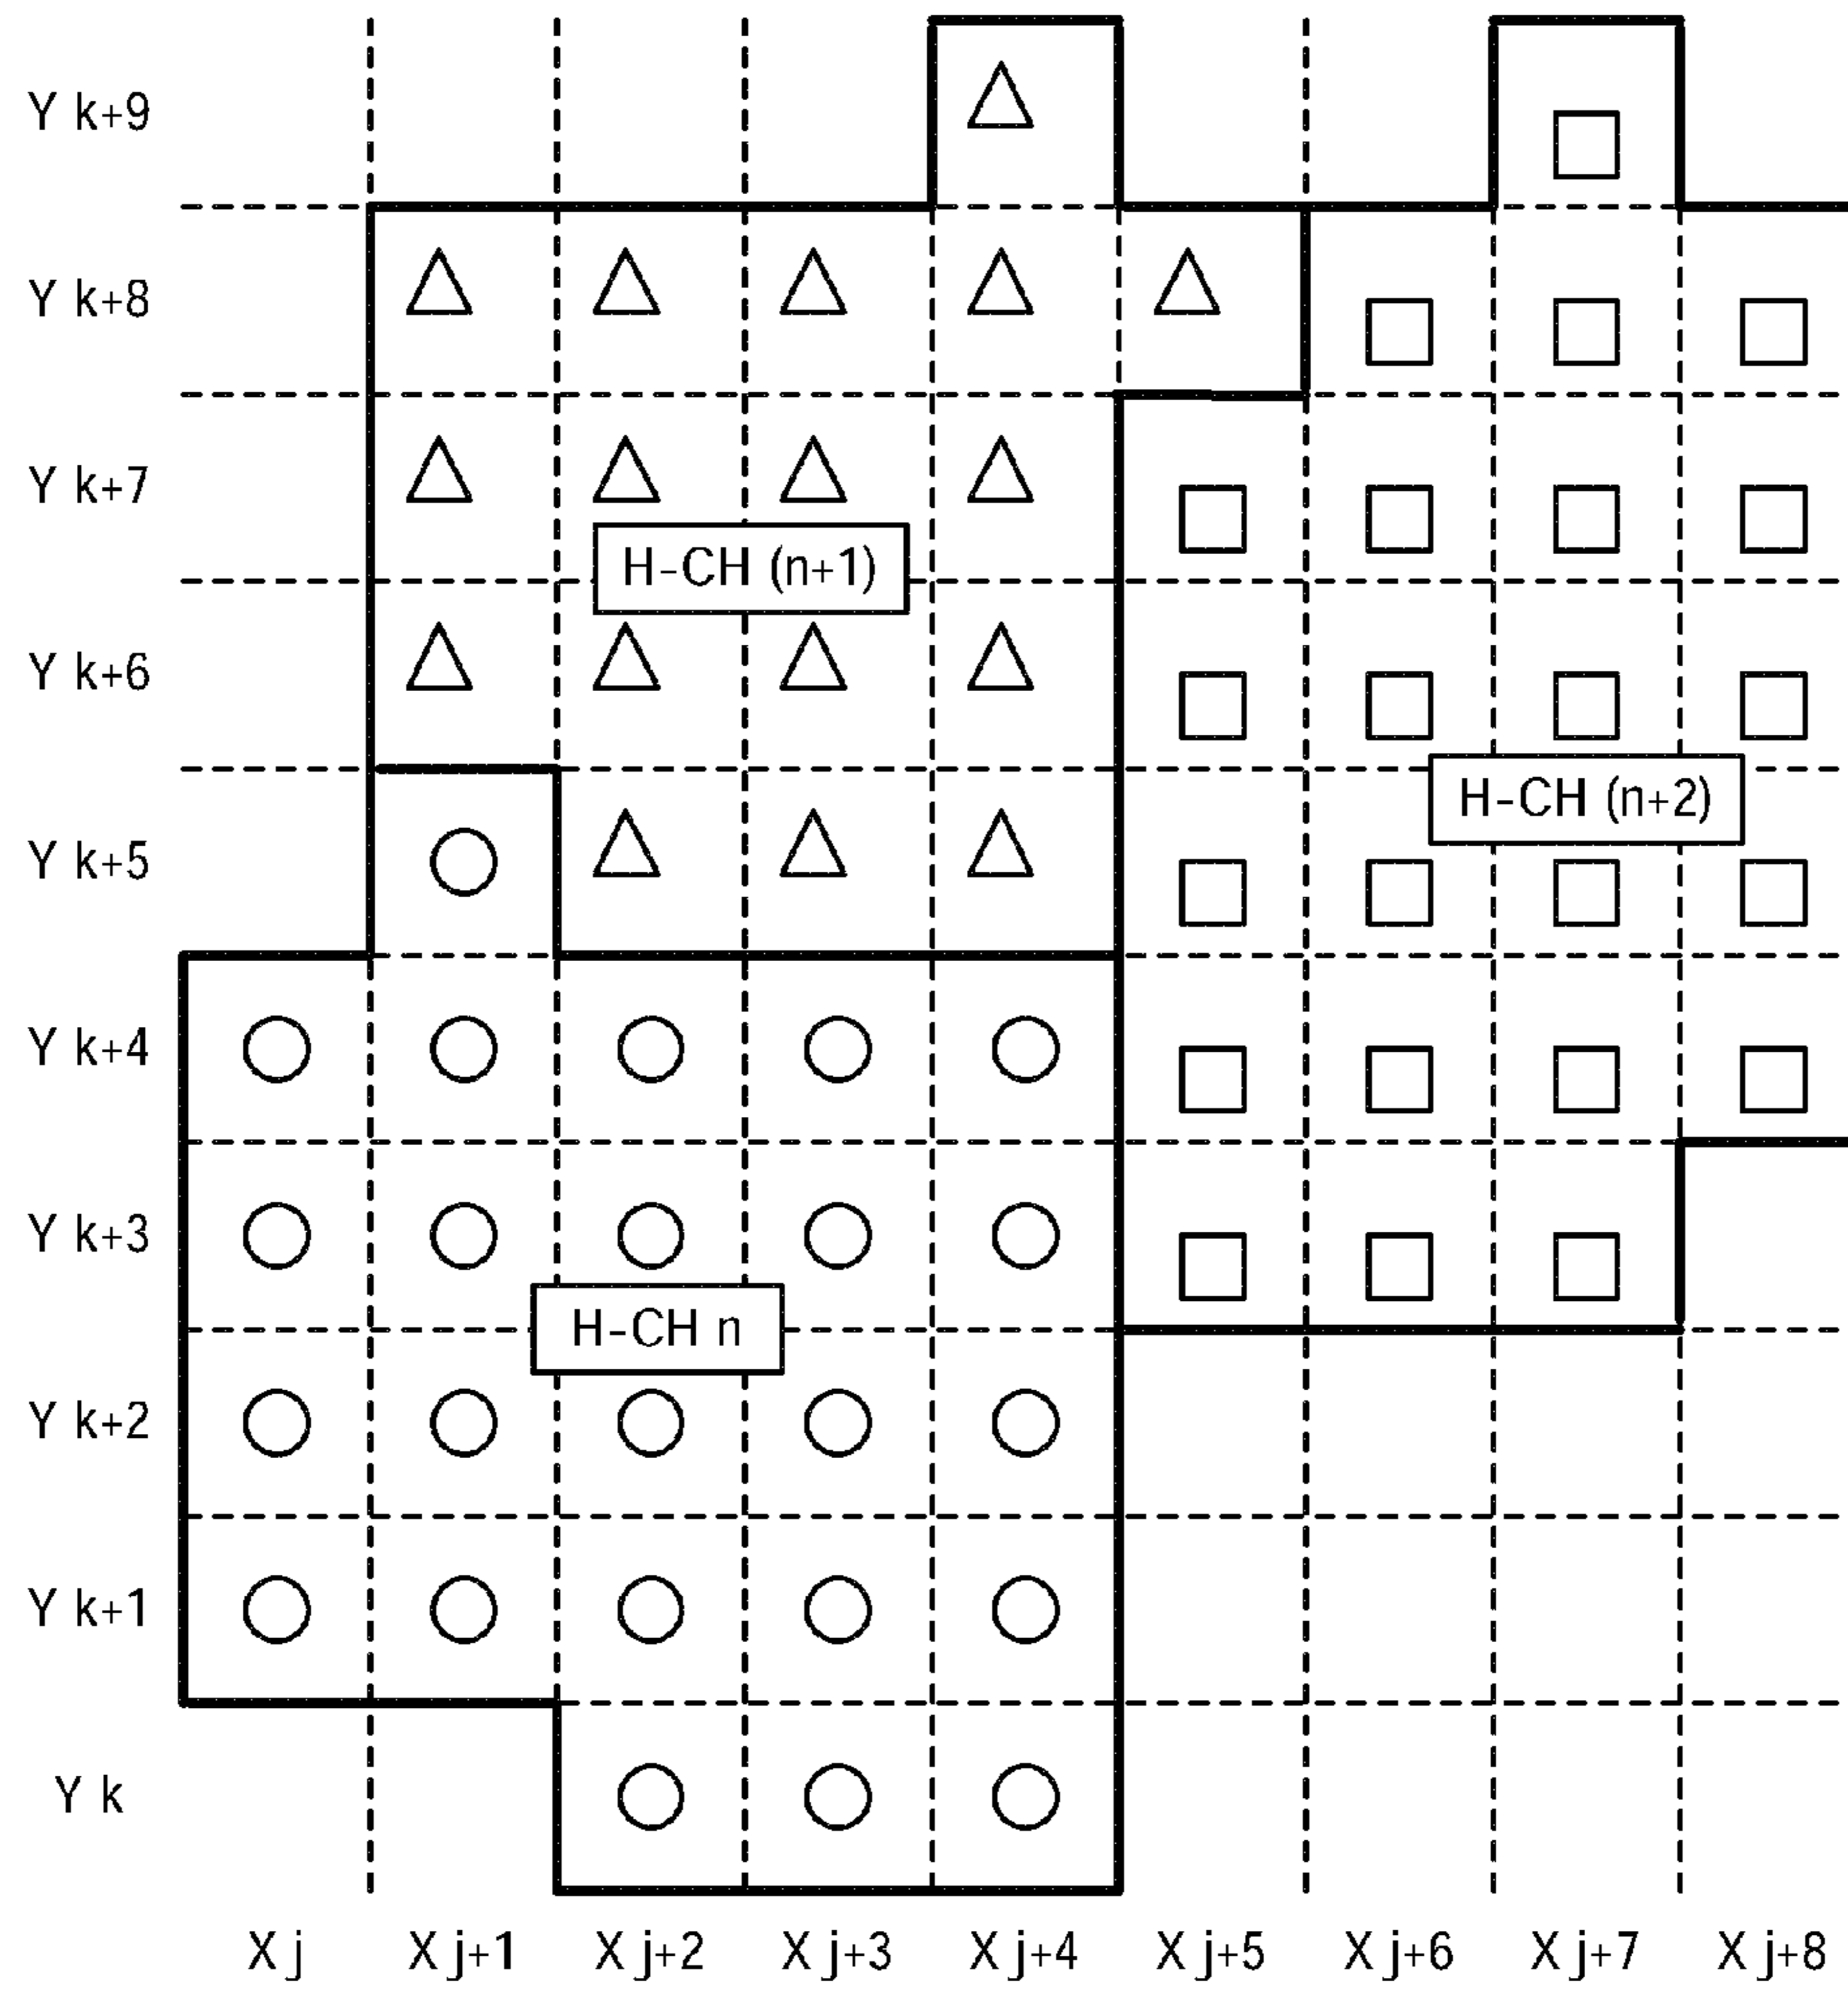 Y k+9
Y k+8
Y k+7
H-CH (n+1)
Y k+6
H-CH (n+2)
Y k+5
Y k+4
Y k+3
H-CH n
Y k+2
Y k+1
Y k
X j X j+1 X j+2 X j+3 X j+4 X j+5 X j+6 X j+7 X j+8